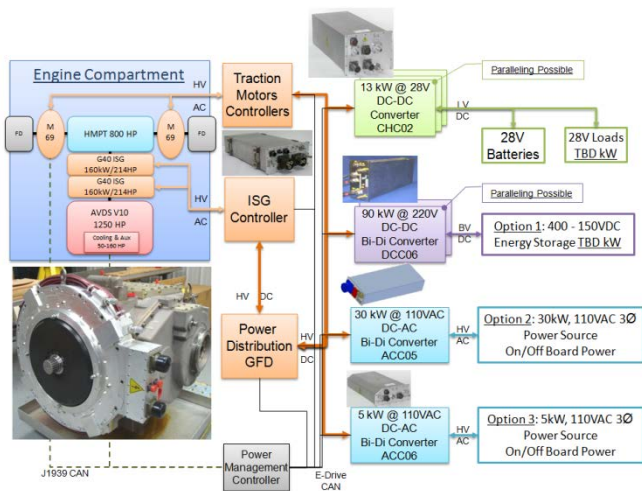 Engine Compartment
HV
AC
FD
M
69
HMPT 800 HP
M
69
FD
G40 ISG
160kW/214HP
G40 ISG
160kW/214HP
AVDS V10
1250 HP
Cooling & Aux
50-160 HP
HV
AC
Traction
Motors
Controllers
ISG
Controller
HV
DC
Power
Distribution
GFD
HV
DC
Power
Management
Controller
J1939 CAN
E-Drive
CAN
Paralleling Possible
13 kW @ 28V
DC-DC
Converter
CHC02
LV
DC
28V
Batteries
28V Loads
TBD kW
Paralleling Possible
90 kW @ 220V
DC-DC
Bi-Di Converter
DCC06
BV
DC
Option 1: 400 - 150VDC
Energy Storage TBD kW
30 kW @ 110VAC
DC-AC
Bi-Di Converter
ACC05
HV
AC
Option 2: 30kW, 110VAC 3Ø
Power Source
On/Off Board Power
5 kW @ 110VAC
DC-AC
Bi-Di Converter
ACC06
HV
AC
Option 3: 5kW, 110VAC 3Ø
Power Source
On/Off Board Power